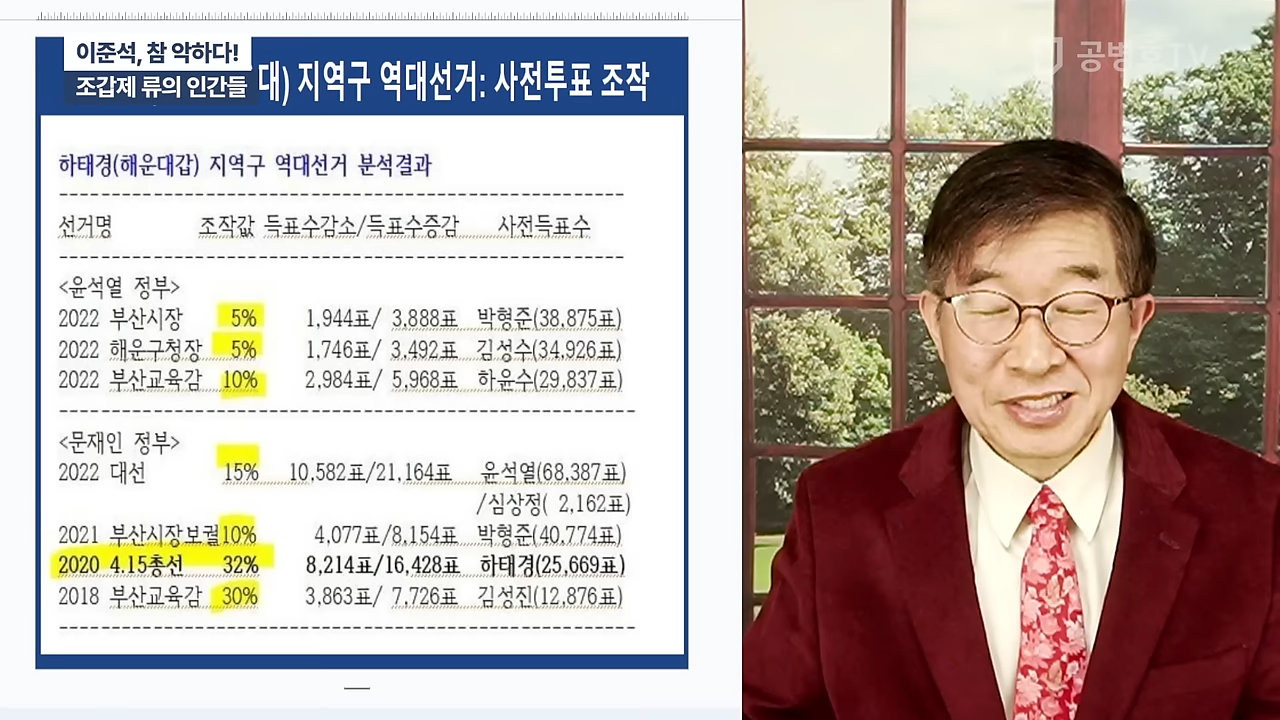 이준석, 참 악하다!
조갑제 류의 인간들
대) 지역구 역대선거: 사전투표 조작
공병호TV
하태경(해운대갑) 지역구 역대선거 분석결과
선거명 조작값 득표수감소/득표수증감 사전득표수
<윤석열 정부>
2022 부산시장 5% 1,944표/ 3,888표 박형준(38,875표)
2022 해운구청장 5% 1,746표/ 3,492표 김성수(34,926표)
2022 부산교육감 10% 2,984표/ 5,968표 하윤수(29,837표)
<문재인 정부>
2022 대선 15% 10,582표/21,164표 윤석열(68,387표)
/심상정( 2,162표)
2021 부산시장보궐10% 4,077표/8,154표 박형준(40,774표)
2020 4.15총선 32% 8,214표/16,428표 하태경(25,669표)
2018 부산교육감 30% 3,863표/ 7,726표 김성진(12,876표)